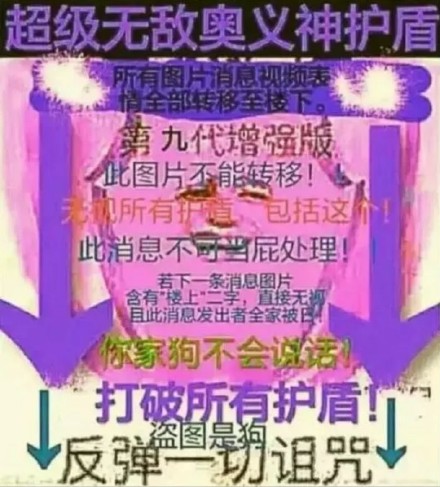 超级无敌奥义神护盾
所有图片消息视频表
情全部转移至楼下。
第九代增强版
此图片不能转移！
无视所有护盾 包括这个！
此消息不可当屁处理！
若下一条消息图片
含有"楼上"二字，直接无视
且此消息发出者全家被日！
你家狗不会说话！
打破所有护盾！
盗图是狗
反弹一切诅咒